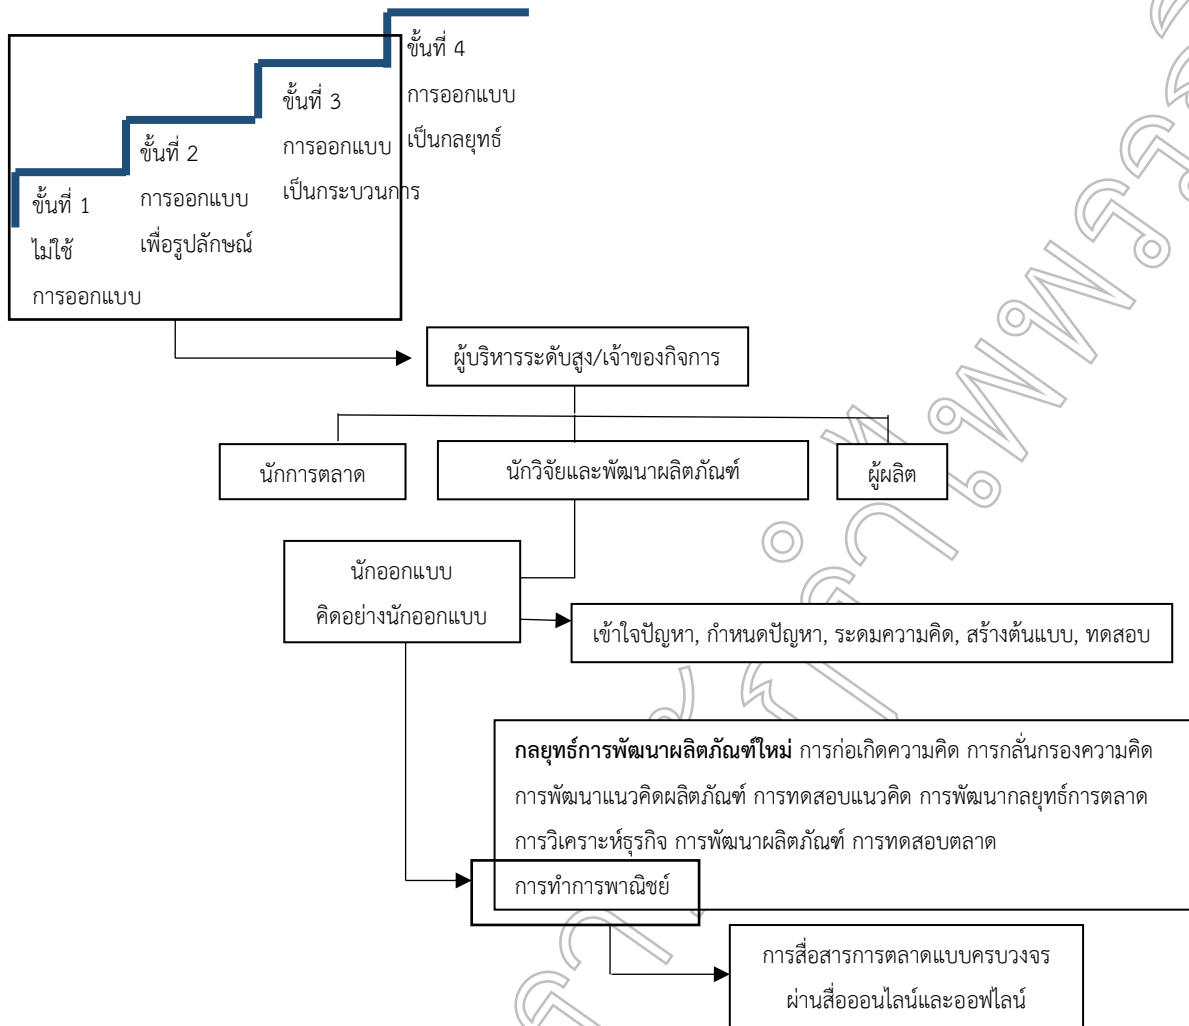 ขั้นที่ 4
การออกแบบ
เป็นกลยุทธ์
ขั้นที่ 3
การออกแบบ
เป็นกระบวนการ
ขั้นที่ 2
การออกแบบ
เพื่อรูปลักษณ์
ขั้นที่ 1
ไม่ใช้
การออกแบบ
ผู้บริหารระดับสูง/เจ้าของกิจการ
นักการตลาด
นักวิจัยและพัฒนาผลิตภัณฑ์
ผู้ผลิต
นักออกแบบ
คิดอย่างนักออกแบบ
เข้าใจปัญหา, กำหนดปัญหา, ระดมความคิด, สร้างต้นแบบ, ทดสอบ
กลยุทธ์การพัฒนาผลิตภัณฑ์ใหม่ การก่อเกิดความคิด การกลั่นกรองความคิด
การพัฒนาแนวคิดผลิตภัณฑ์ การทดสอบแนวคิด การพัฒนากลยุทธ์การตลาด
การวิเคราะห์ธุรกิจ การพัฒนาผลิตภัณฑ์ การทดสอบตลาด
การทำการพาณิชย์
การสื่อสารการตลาดแบบครบวงจร
ผ่านสื่อออนไลน์และออฟไลน์